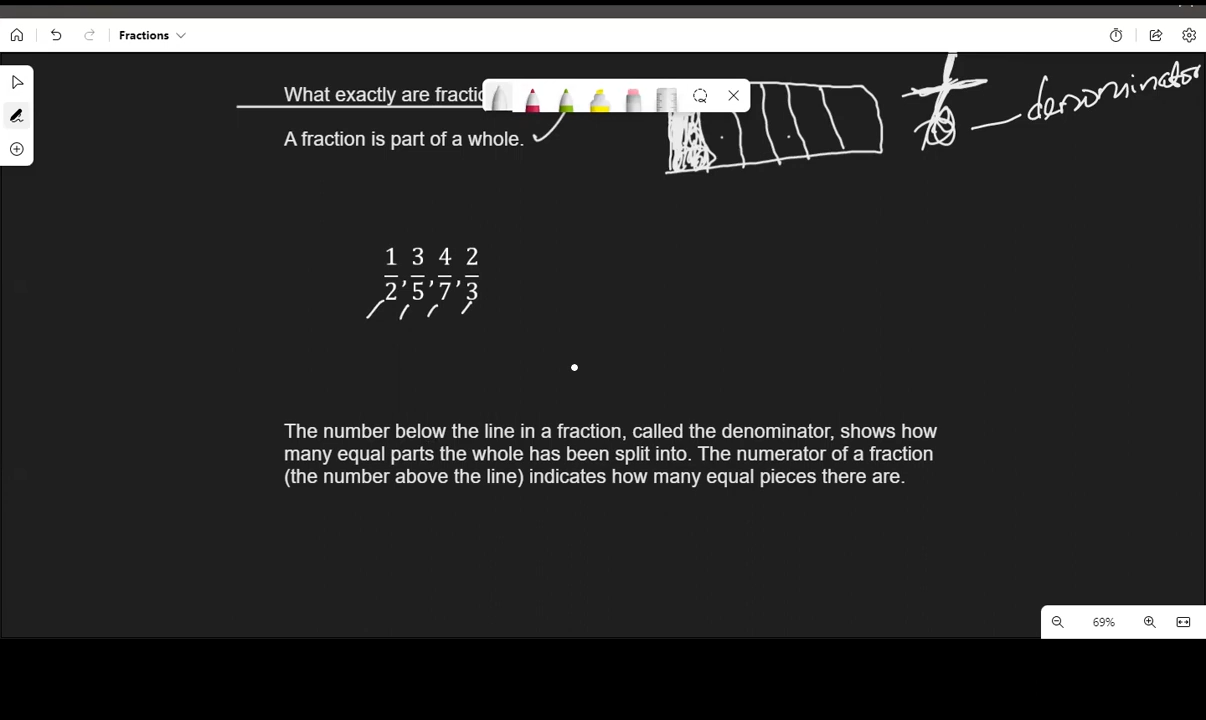 Fractions
What exactly are fractic
A fraction is part of a whole.
denominator
1/2, 3/5, 4/7, 2/3
The number below the line in a fraction, called the denominator, shows how
many equal parts the whole has been split into. The numerator of a fraction
(the number above the line) indicates how many equal pieces there are.
69%